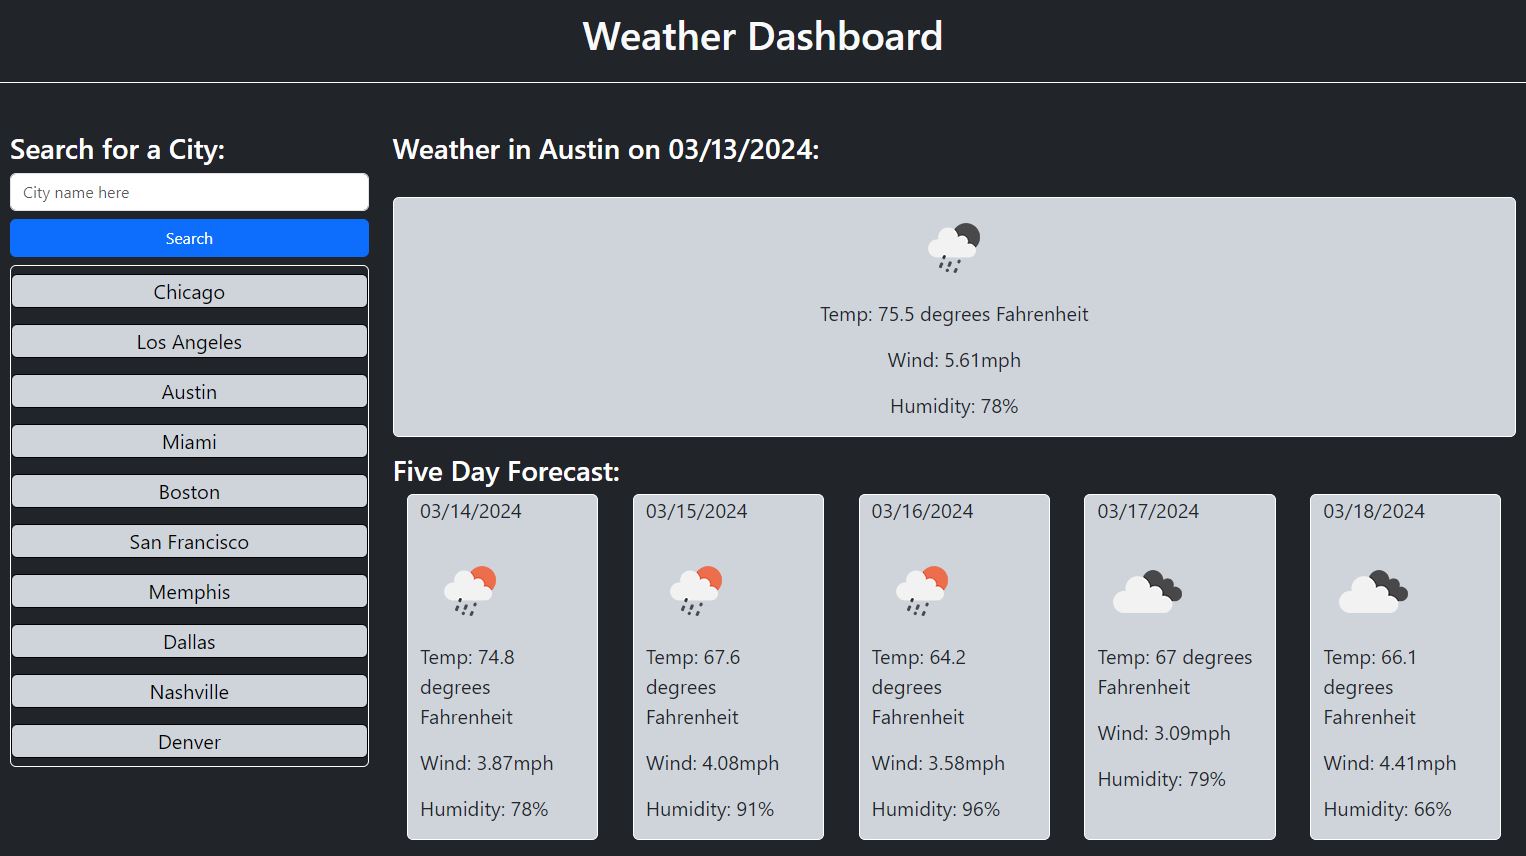 Weather Dashboard
Search for a City:
City name here
Search
Chicago
Los Angeles
Austin
Miami
Boston
San Francisco
Memphis
Dallas
Nashville
Denver
Weather in Austin on 03/13/2024:
Temp: 75.5 degrees Fahrenheit
Wind: 5.61mph
Humidity: 78%
Five Day Forecast:
03/14/2024
Temp: 74.8
degrees
Fahrenheit
Wind: 3.87mph
Humidity: 78%
03/15/2024
Temp: 67.6
degrees
Fahrenheit
Wind: 4.08mph
Humidity: 91%
03/16/2024
Temp: 64.2
degrees
Fahrenheit
Wind: 3.58mph
Humidity: 96%
03/17/2024
Temp: 67 degrees
Fahrenheit
Wind: 3.09mph
Humidity: 79%
03/18/2024
Temp: 66.1
degrees
Fahrenheit
Wind: 4.41mph
Humidity: 66%